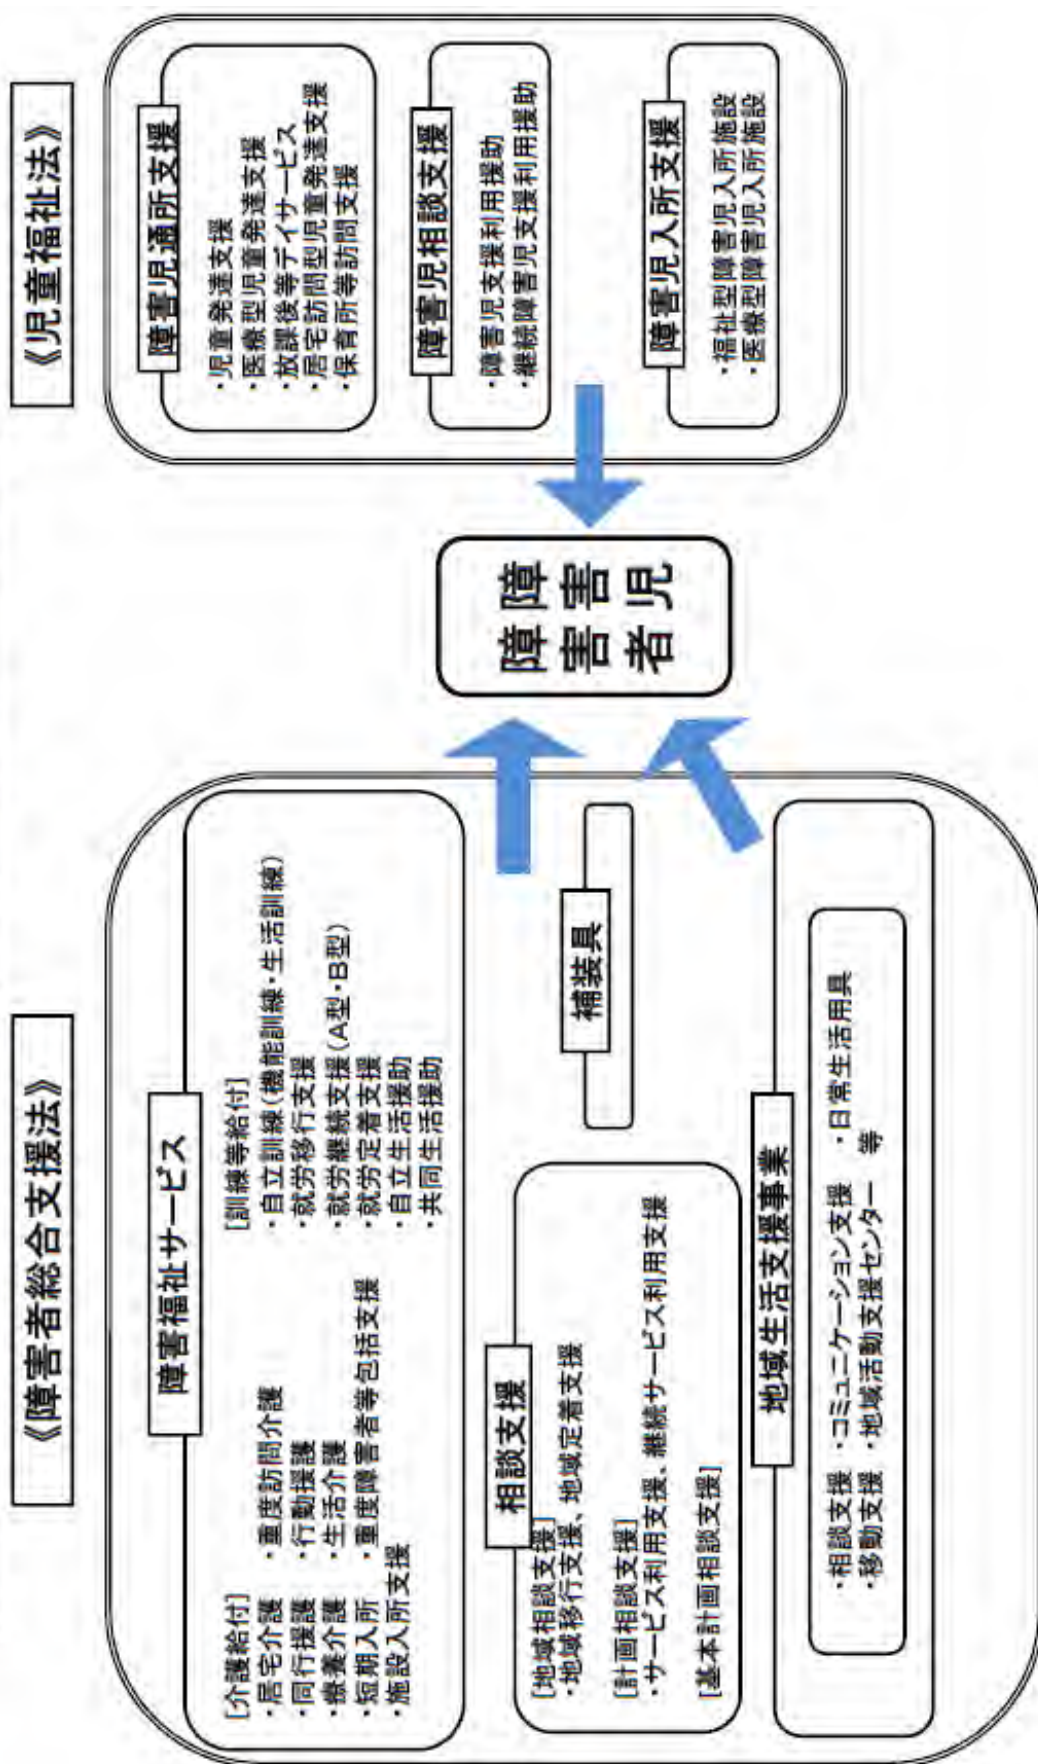 《障害者総合支援法》
障害福祉サービス
[介護給付]
・居宅介護 ・重度訪問介護
・同行援護 ・行動援護
・療養介護 ・生活介護
・短期入所 ・重度障害者等包括支援
・施設入所支援
[訓練等給付]
・自立訓練(機能訓練・生活訓練)
・就労移行支援
・就労継続支援(A型・B型)
・就労定着支援
・自立生活援助
・共同生活援助
相談支援
[地域相談支援]
・地域移行支援、地域定着支援
[計画相談支援]
・サービス利用支援、継続サービス利用支援
[基本計画相談支援]
補装具
地域生活支援事業
・相談支援 ・コミュニケーション支援 ・日常生活用具
・移動支援 ・地域活動支援センター 等
障害者
障害児
《児童福祉法》
障害児通所支援
・児童発達支援
・医療型児童発達支援
・放課後等デイサービス
・居宅訪問型児童発達支援
・保育所等訪問支援
障害児相談支援
・障害児支援利用援助
・継続障害児支援利用援助
障害児入所支援
・福祉型障害児入所施設
・医療型障害児入所施設